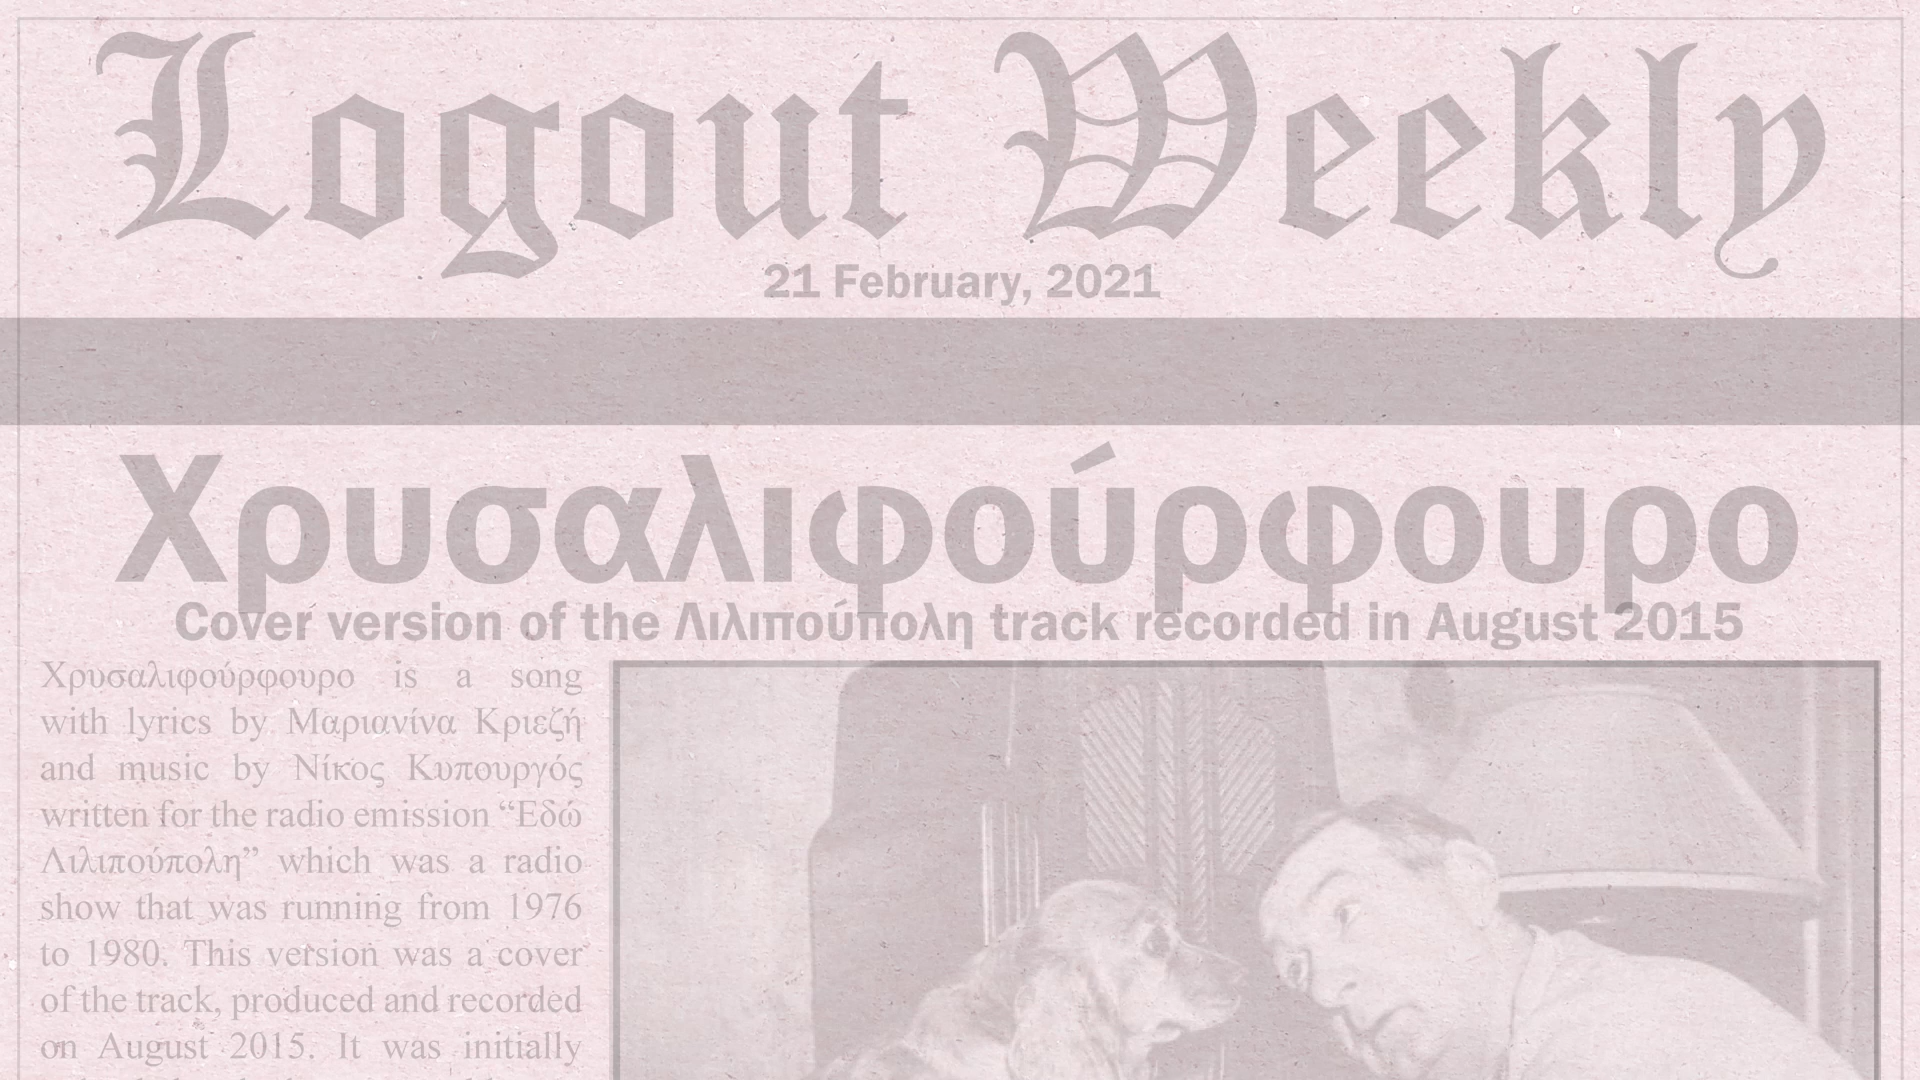 Logout Weekly
21 February, 2021
Χρυσαλιφούρφουρο
Cover version of the Λιλιπούπολη track recorded in August 2015
Χρυσαλιφούρφουρο is a song
with lyrics by Μαριανίνα Κριεζή
and music by Νίκος Κυπουργός
written for the radio emission “Εδώ
Λιλιπούπολη” which was a radio
show that was running from 1976
to 1980. This version was a cover
of the track, produced and recorded
on August 2015. It was initially